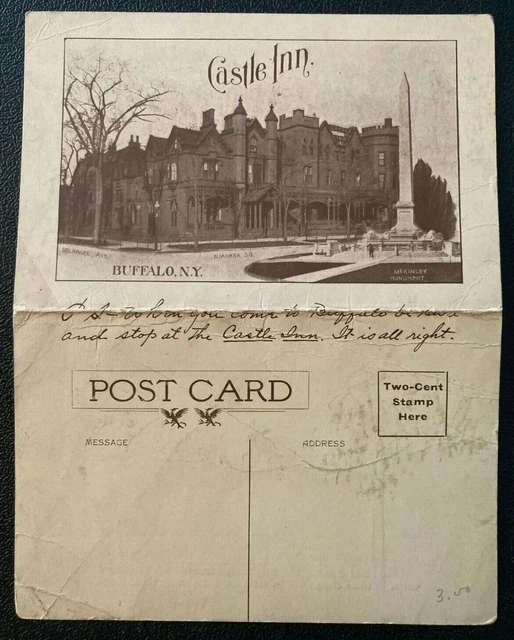 Castle Inn.
DELAWARE AVE.
NIAGARA SQ.
BUFFALO, N.Y.
McKINLEY
MONUMENT
P.S. - When you come to Buffalo be sure
and stop at the Castle Inn. It is all right.
POST CARD
Two-Cent
Stamp
Here
MESSAGE
ADDRESS
3.00